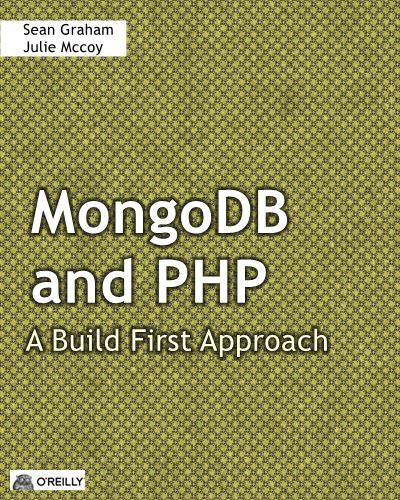 Sean Graham
Julie Mccoy
MongoDB
and PHP
A Build First Approach
O'REILLY